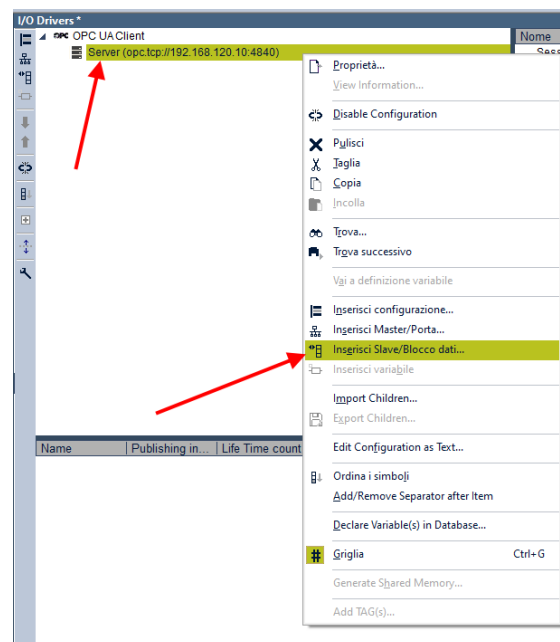 I/O Drivers *
OPC UA Client
Server (opc.tcp://192.168.120.10:4840)
Nome
Proprietà...
View Information...
Disable Configuration
Pulisci
Taglia
Copia
Incolla
Trova...
Trova successivo
Vai a definizione variabile
Inserisci configurazione...
Inserisci Master/Porta...
Inserisci Slave/Blocco dati...
Inserisci variabile
Import Children...
Export Children...
Edit Configuration as Text...
Ordina i simboli
Add/Remove Separator after Item
Declare Variable(s) in Database...
Griglia Ctrl+G
Generate Shared Memory...
Add TAG(s)...
Name Publishing in... Life Time count